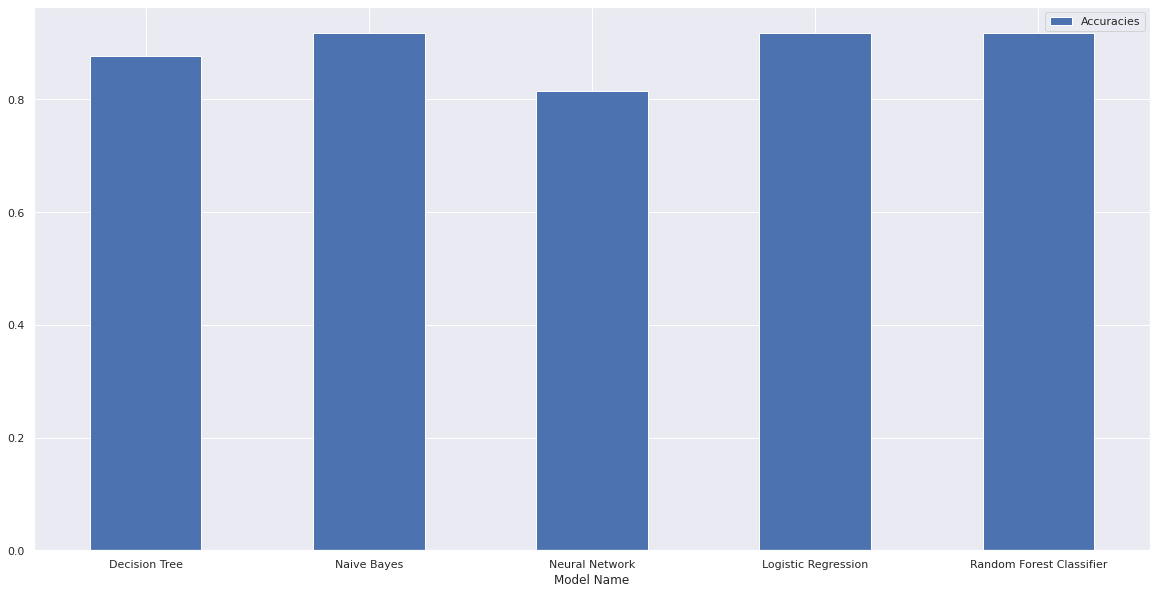 Accuracies
0.8
0.6
0.4
0.2
0.0
Decision Tree Naive Bayes Neural Network Logistic Regression Random Forest Classifier
Model Name